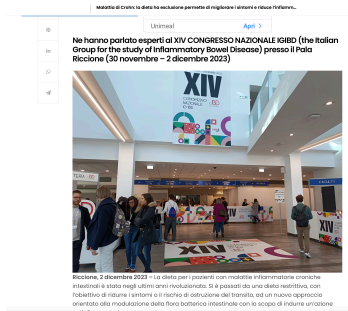 Malattia di Crohn: la dieta ha esclusione permette di migliorare i sintomi e riduce l'infiamm...
Unimeal
Apri
Ne hanno parlato esperti al XIV CONGRESSO NAZIONALE IGIBD (the Italian
Group for the study of Inflammatory Bowel Disease) presso il Pala
Riccione (30 novembre – 2 dicembre 2023)
XIV
CONGRESSO
NAZIONALE
XIV
Riccione, 2 dicembre 2023 – La dieta per i pazienti con malattie infiammatorie croniche
intestinali è stata negli ultimi anni rivoluzionata. Si è passati da una dieta restrittiva, con
l'obiettivo di ridurre i sintomi o il rischio di ostruzione del transito, ad un nuovo approccio
orientato alla modulazione della flora batterica intestinale con lo scopo di indurre un'azione